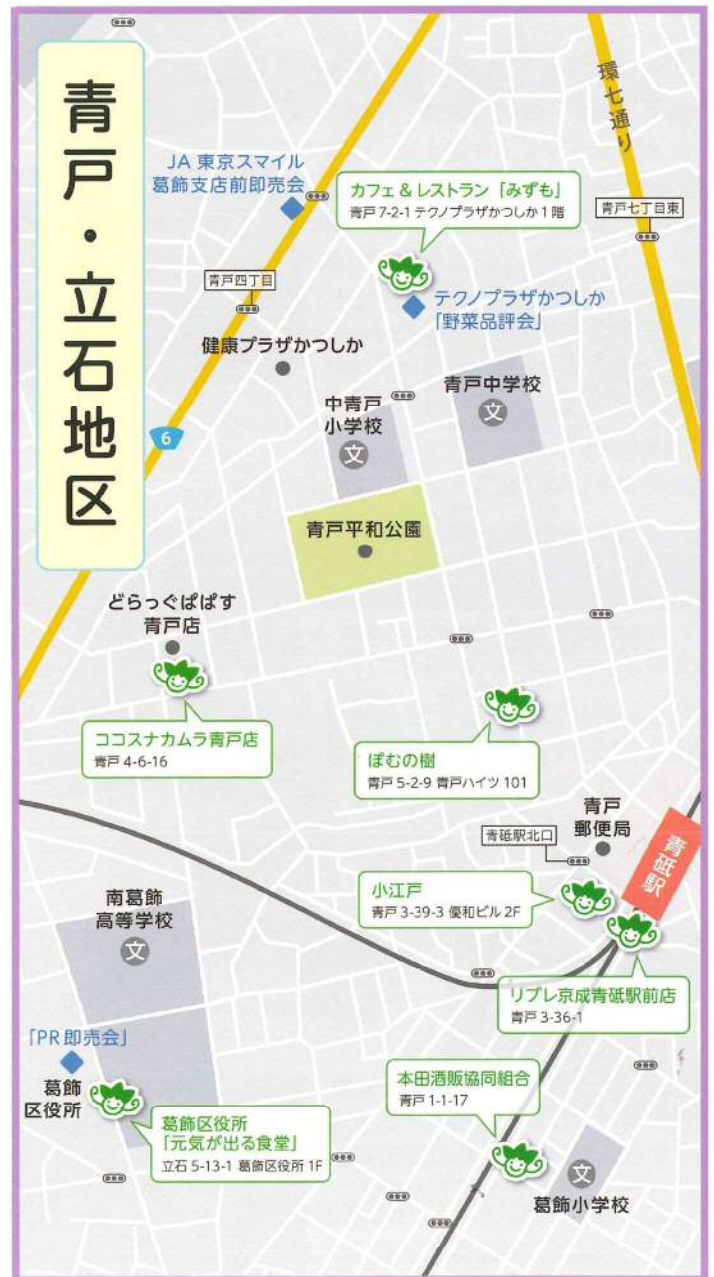 青戸・立石地区
環七通り
JA 東京スマイル
葛飾支店前即売会
カフェ & レストラン「みずも」
青戸 7-2-1 テクノプラザかつしか 1 階
青戸七丁目東
青戸四丁目
テクノプラザかつしか
「野菜品評会」
健康プラザかつしか
中青戸
小学校
文
青戸中学校
文
6
青戸平和公園
どらっぐぱぱす
青戸店
ココスナカムラ青戸店
青戸 4-6-16
ぽむの樹
青戸 5-2-9 青戸ハイツ 101
青戸
郵便局
青砥駅北口
青砥駅
小江戸
青戸 3-39-3 優和ビル 2F
南葛飾
高等学校
文
リブレ京成青砥駅前店
青戸 3-36-1
「PR 即売会」
葛飾
区役所
葛飾区役所
「元気が出る食堂」
立石 5-13-1 葛飾区役所 1F
本田酒販協同組合
青戸 1-1-17
文
葛飾小学校